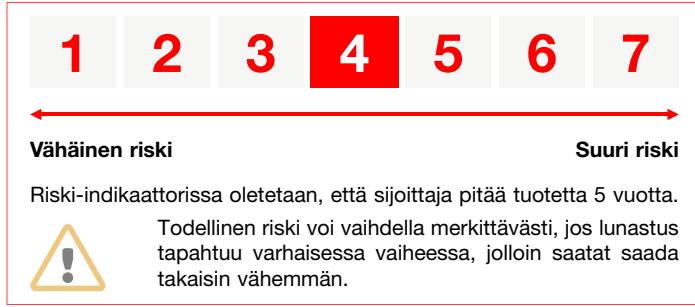 1 2 3 4 5 6 7
Vähäinen riski Suuri riski
Riski-indikaattorissa oletetaan, että sijoittaja pitää tuotetta 5 vuotta.
Todellinen riski voi vaihdella merkittävästi, jos lunastus
tapahtuu varhaisessa vaiheessa, jolloin saatat saada
takaisin vähemmän.